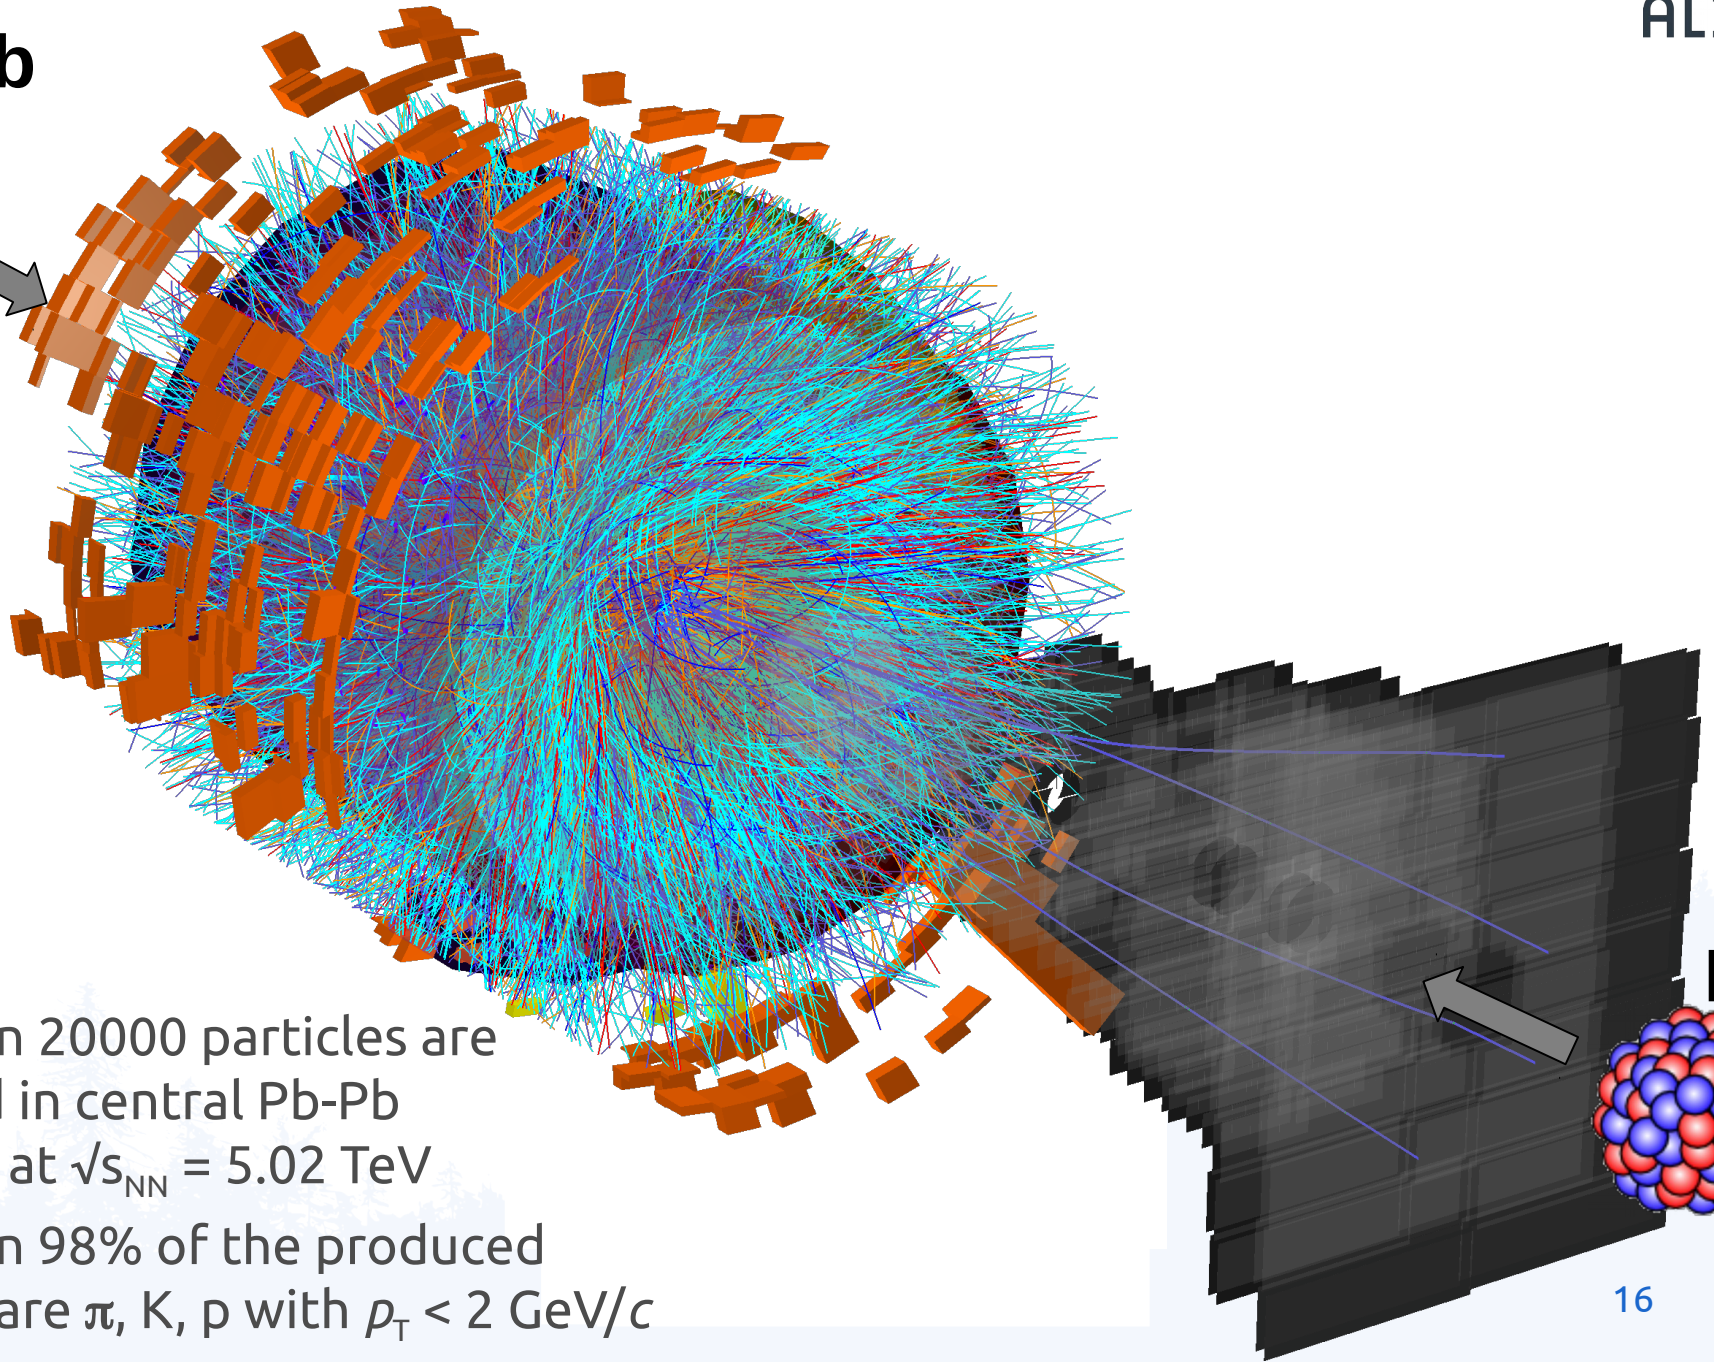 b
n 20000 particles are
in central Pb-Pb
at √sNN = 5.02 TeV
n 98% of the produced
are π, K, p with pT < 2 GeV/c
16